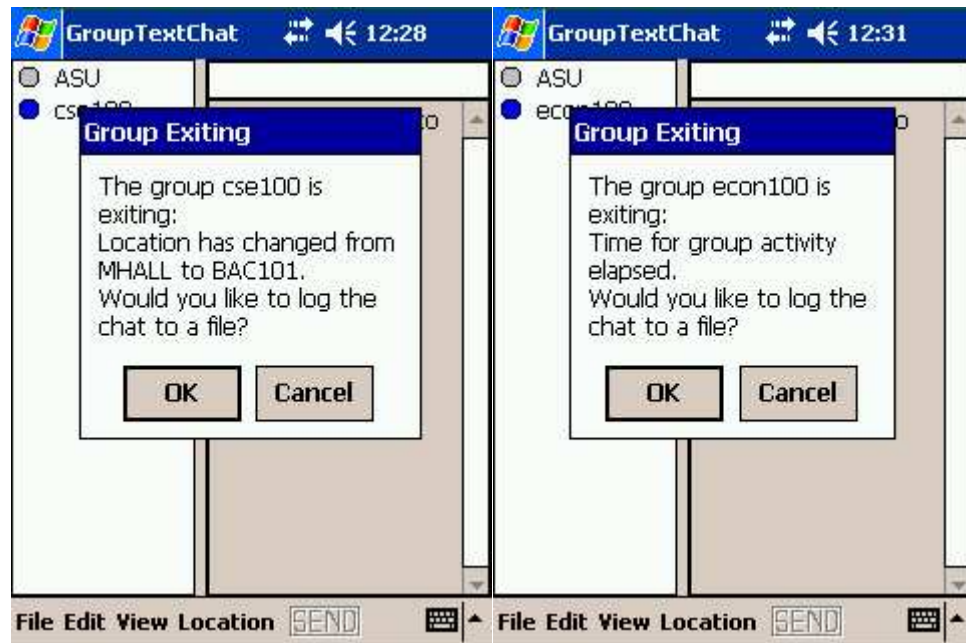 GroupTextChat 12:28
ASU
Group Exiting
The group cse100 is
exiting:
Location has changed from
MHALL to BAC101.
Would you like to log the
chat to a file?
OK Cancel
File Edit View Location SEND
GroupTextChat 12:31
ASU
Group Exiting
The group econ100 is
exiting:
Time for group activity
elapsed.
Would you like to log the
chat to a file?
OK Cancel
File Edit View Location SEND